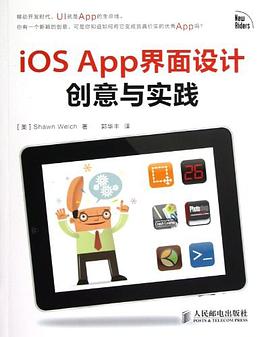 New
Riders
移动开发时代，UI就是App的生命线。
你有一个新颖的创意，可是你知道如何将它变成货真价实的优秀App吗？
iOS App界面设计
创意与实践
[美] Shawn Welch 著 郭华丰 译
26
人民邮电出版社
POSTS & TELECOM PRESS